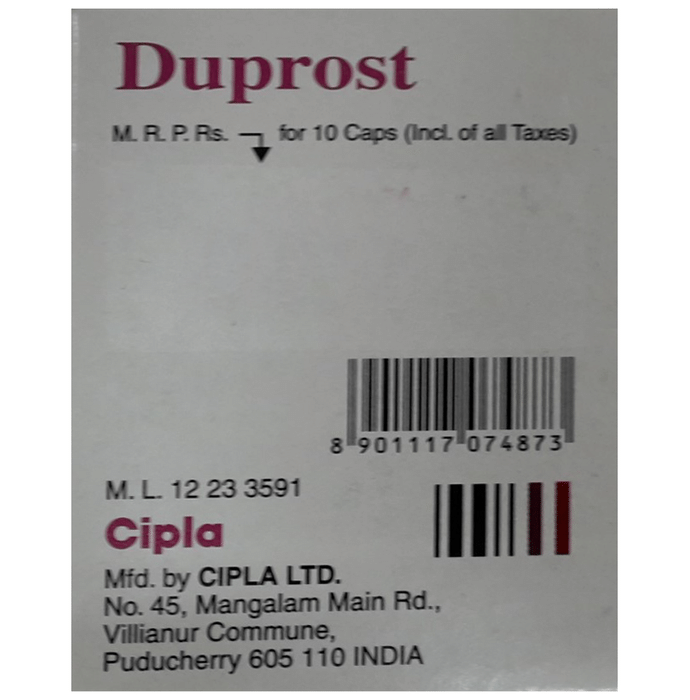 Duprost
M. R. P. Rs. for 10 Caps (Incl. of all Taxes)
8 901117 074873
M. L. 12 23 3591
Cipla
Mfd. by CIPLA LTD.
No. 45, Mangalam Main Rd.,
Villianur Commune,
Puducherry 605 110 INDIA